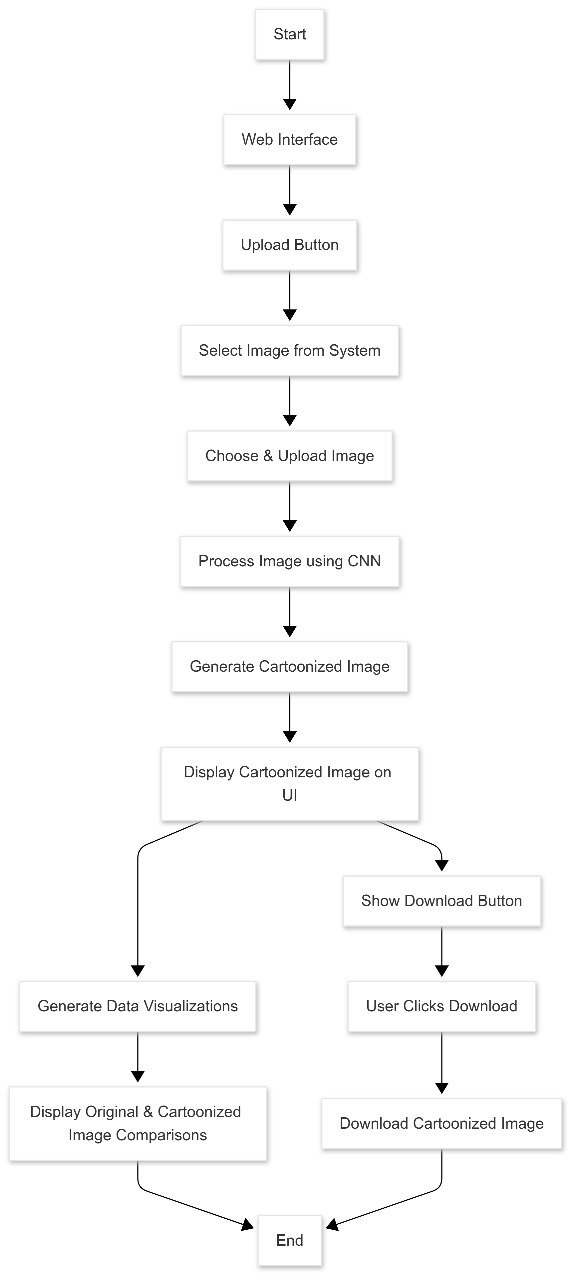 Start
Web Interface
Upload Button
Select Image from System
Choose & Upload Image
Process Image using CNN
Generate Cartoonized Image
Display Cartoonized Image on
UI
Show Download Button
Generate Data Visualizations
User Clicks Download
Display Original & Cartoonized
Image Comparisons
Download Cartoonized Image
End